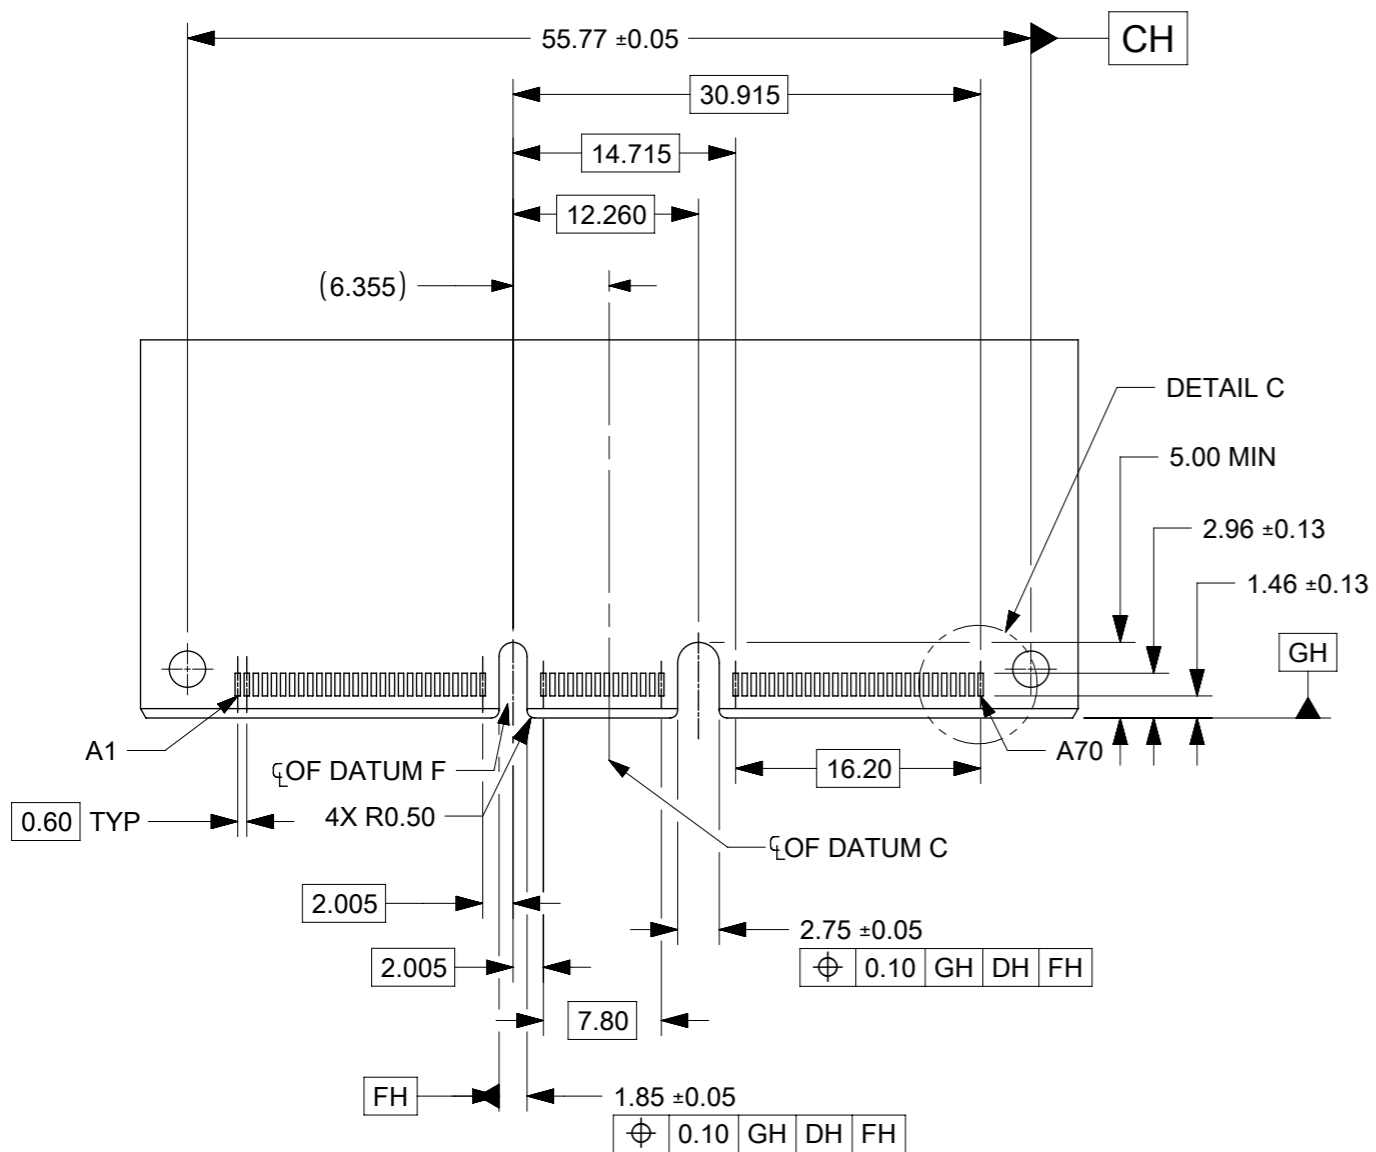 55.77 ±0.05
CH
30.915
14.715
12.260
(6.355)
DETAIL C
5.00 MIN
2.96 ±0.13
1.46 ±0.13
GH
A1
℄ OF DATUM F
A70
16.20
0.60 TYP
4X R0.50
℄ OF DATUM C
2.005
2.75 ±0.05
⌖ 0.10 GH DH FH
2.005
7.80
FH
1.85 ±0.05
⌖ 0.10 GH DH FH